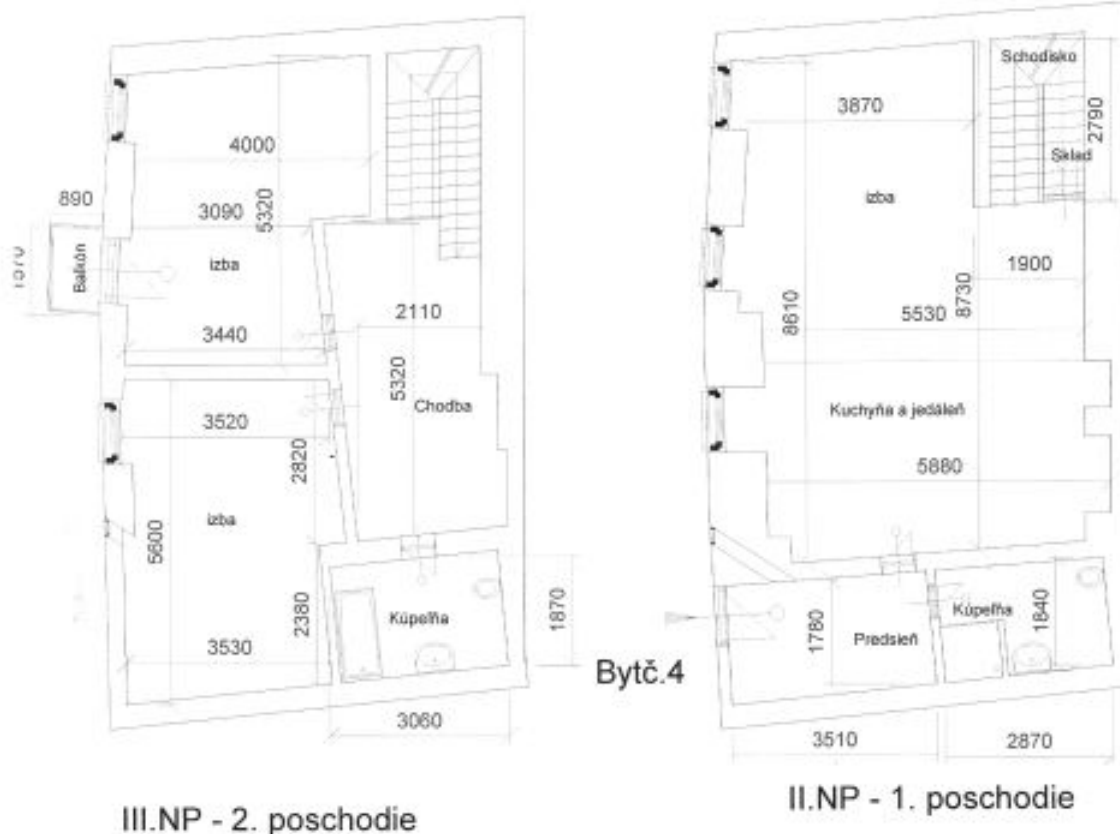 4000
890
3090
5320
Balkón
izba
3440
2110
5320
Chodba
3520
2820
izba
5600
2380
3530
Kúpeľňa
1870
3060
III.NP - 2. poschodie
Bytč.4
Schodisko
3870
2790
Sklad
izba
1900
8610
5530
8730
Kuchyňa a jedáleň
5880
1780
Predsieň
Kúpeľňa
1840
3510
2870
II.NP - 1. poschodie